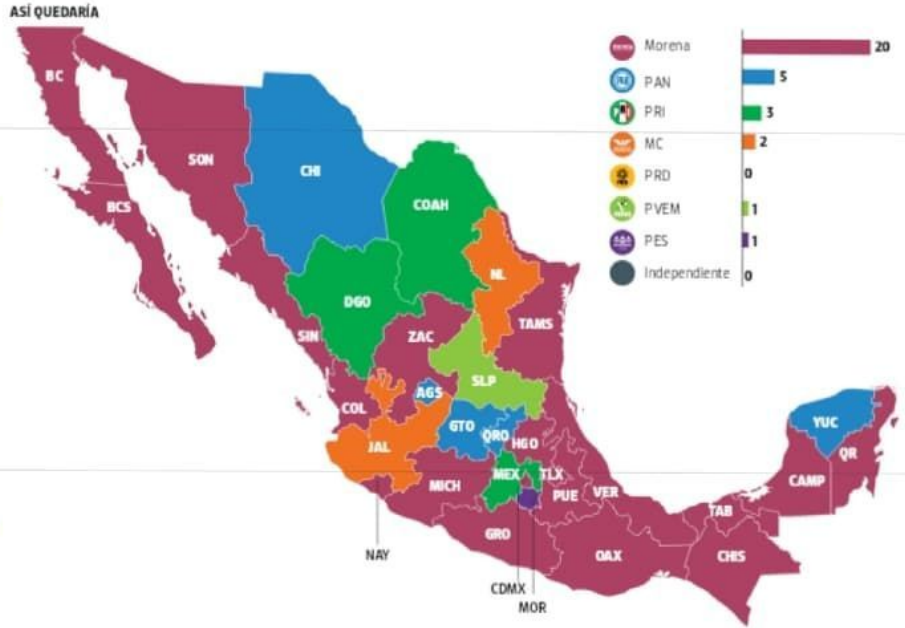 ASÍ QUEDARÍA
Morena 20
PAN 5
PRI 3
MC 2
PRD 0
PVEM 1
PES 1
Independiente 0
BC
SON
CHI
BCS
COAH
NL
DGO
TAMS
SIN
ZAC
SLP
AGS
COL
GTO
QRO
HGO
JAL
YUC
QR
MEX
TLX
MICH
PUE
VER
CAMP
TAB
GRO
OAX
CHIS
NAY
CDMX
MOR